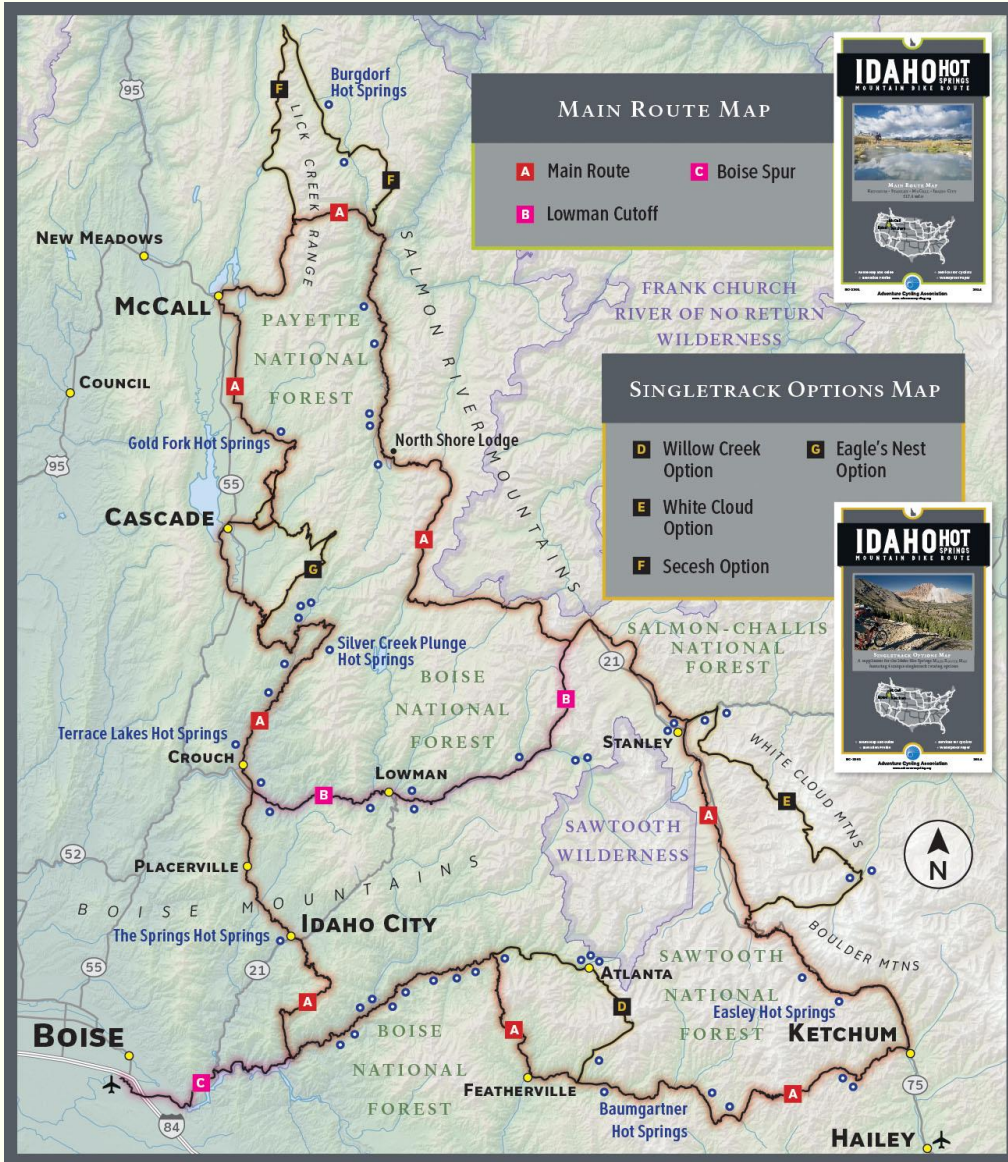 MAIN ROUTE MAP
A Main Route
C Boise Spur
B Lowman Cutoff
IDAHO HOT
SPRINGS
MOUNTAIN BIKE ROUTE
MAIN ROUTE MAP
Adventure Cycling Association
SINGLETRACK OPTIONS MAP
D Willow Creek
Option
G Eagle's Nest
Option
E White Cloud
Option
F Secesh Option
IDAHO HOT
SPRINGS
MOUNTAIN BIKE ROUTE
SINGLETRACK OPTIONS MAP
Adventure Cycling Association
95
F
Burgdorf
Hot Springs
LICK CREEK RANGE
F
A
NEW MEADOWS
MCCALL
SALMON RIVER MOUNTAINS
FRANK CHURCH
RIVER OF NO RETURN
WILDERNESS
PAYETTE
NATIONAL
FOREST
COUNCIL
A
Gold Fork Hot Springs
North Shore Lodge
95
55
CASCADE
A
G
Silver Creek Plunge
Hot Springs
SALMON-CHALLIS
NATIONAL
FOREST
21
BOISE
NATIONAL
FOREST
B
A
Terrace Lakes Hot Springs
CROUCH
STANLEY
WHITE CLOUD MTNS
LOWMAN
B
E
A
SAWTOOTH
WILDERNESS
N
52
PLACERVILLE
BOISE MOUNTAINS
IDAHO CITY
The Springs Hot Springs
BOULDER MTNS
55
21
A
ATLANTA
SAWTOOTH
NATIONAL
FOREST
D
Easley Hot Springs
BOISE
BOISE
NATIONAL
FOREST
A
KETCHUM
C
FEATHERVILLE
A
75
84
Baumgartner
Hot Springs
HAILEY